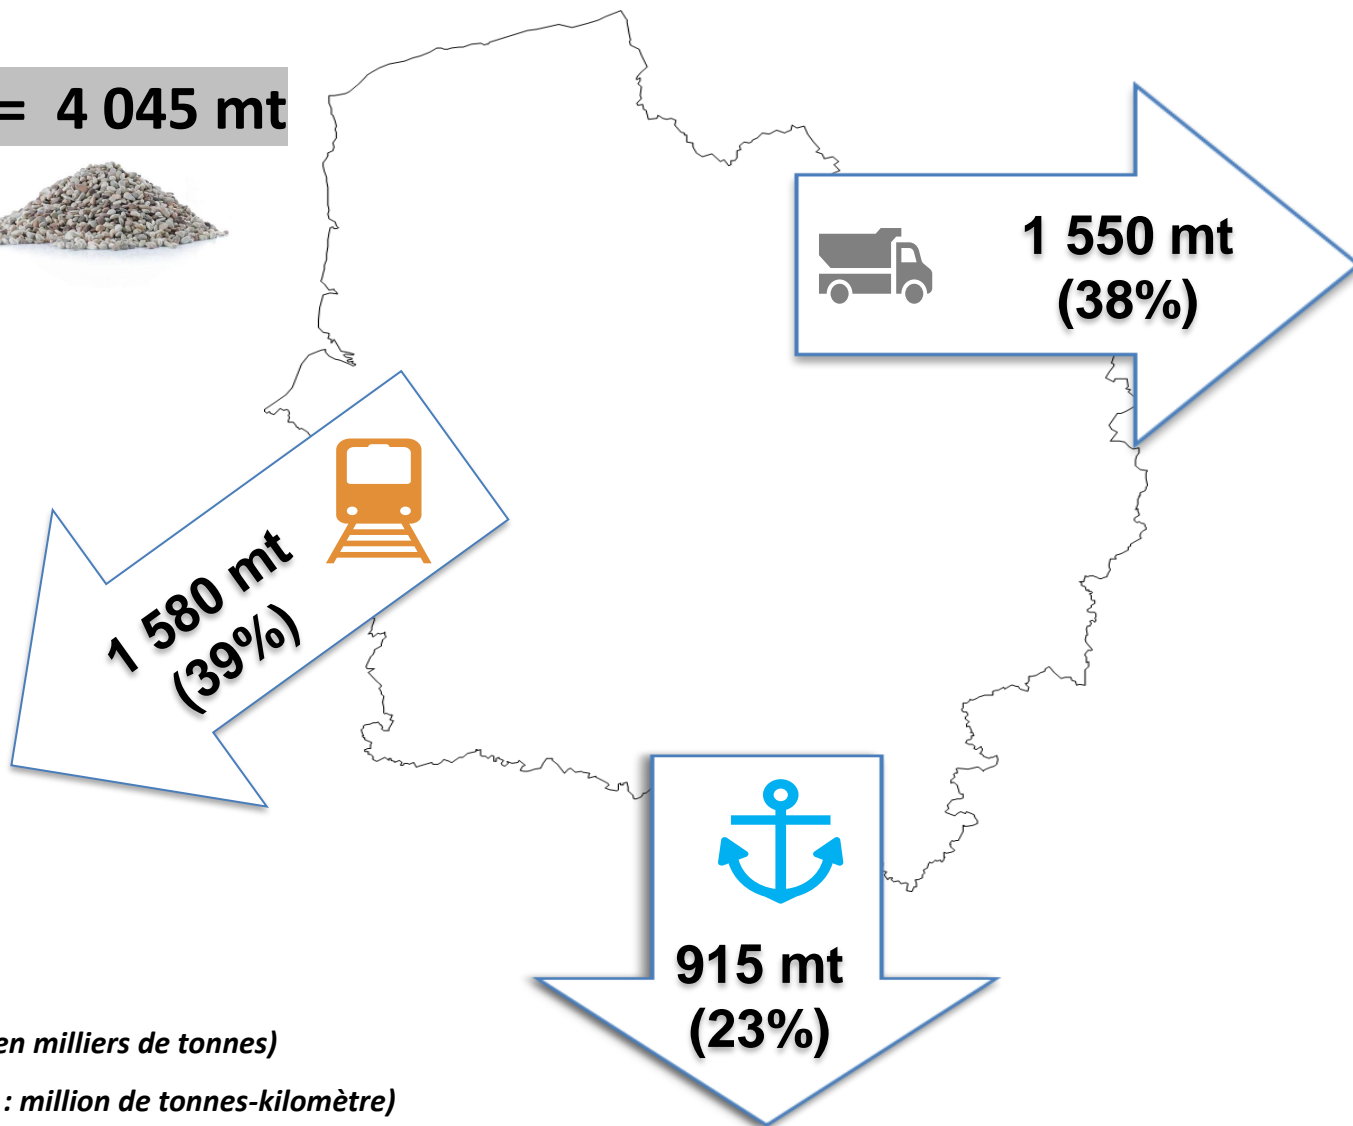 = 4 045 mt
1 550 mt
(38%)
1 580 mt
(39%)
915 mt
(23%)
en milliers de tonnes)
: million de tonnes-kilomètre)